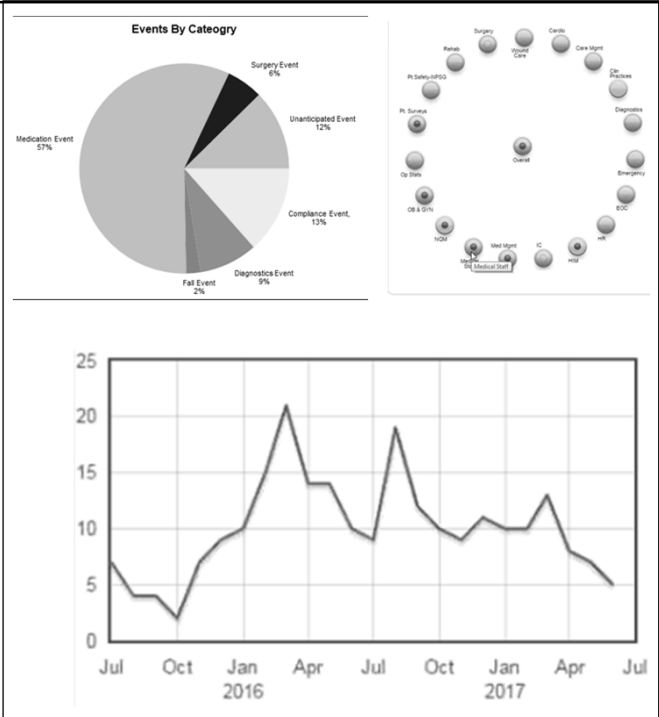 Events By Cateogry
Surgery Event
6%
Unanticipated Event
12%
Medication Event
57%
Compliance Event,
13%
Diagnostics Event
9%
Fall Event
2%
Surgery
Wound
Care
Cardio
Care Mgmt
Clin
Practices
Diagnostics
Emergency
EOC
HR
HIM
IC
Med Mgmt
Medical Staff
NQM
OB & GYN
Op Stats
Pt. Surveys
Pt.Safety-NPSG
Rehab
Overall
25
20
15
10
5
0
Jul Oct Jan Apr Jul Oct Jan Apr Jul
2016 2017